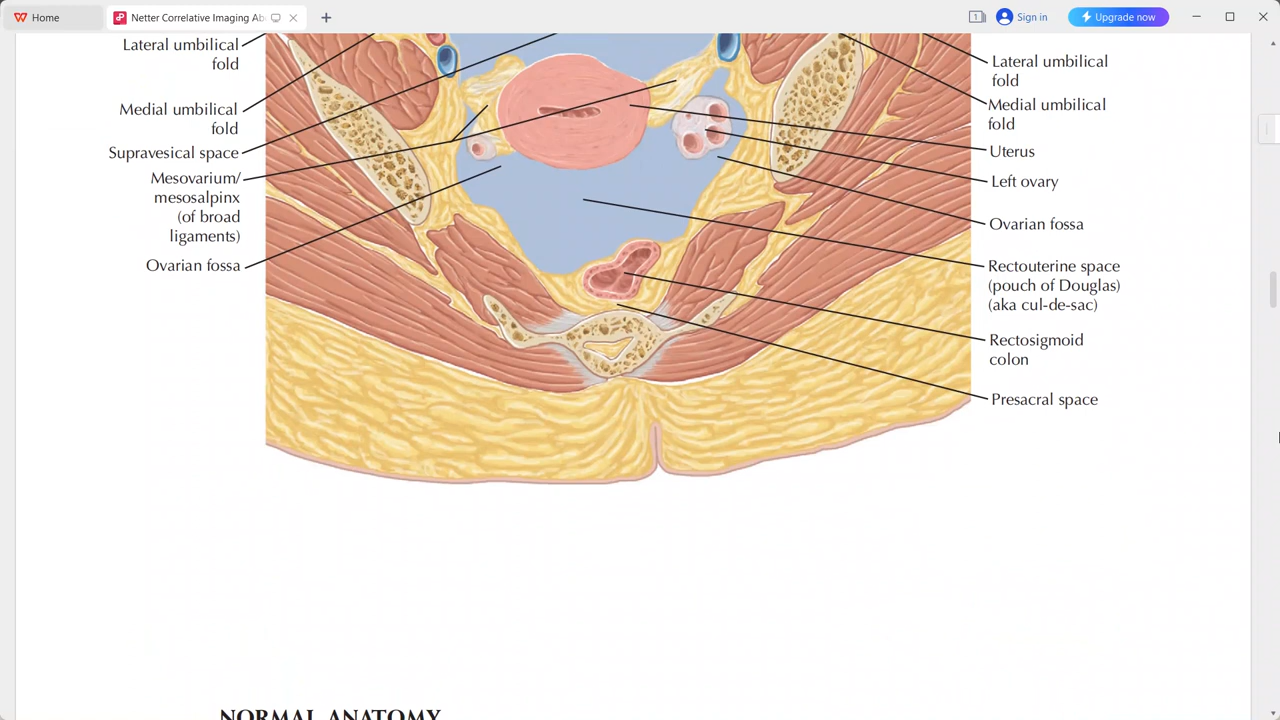 Home
Netter Correlative Imaging Ab
1
Sign in
Upgrade now
Lateral umbilical
fold
Medial umbilical
fold
Supravesical space
Mesovarium/
mesosalpinx
(of broad
ligaments)
Ovarian fossa
Lateral umbilical
fold
Medial umbilical
fold
Uterus
Left ovary
Ovarian fossa
Rectouterine space
(pouch of Douglas)
(aka cul-de-sac)
Rectosigmoid
colon
Presacral space
NORMAL ANATOMY